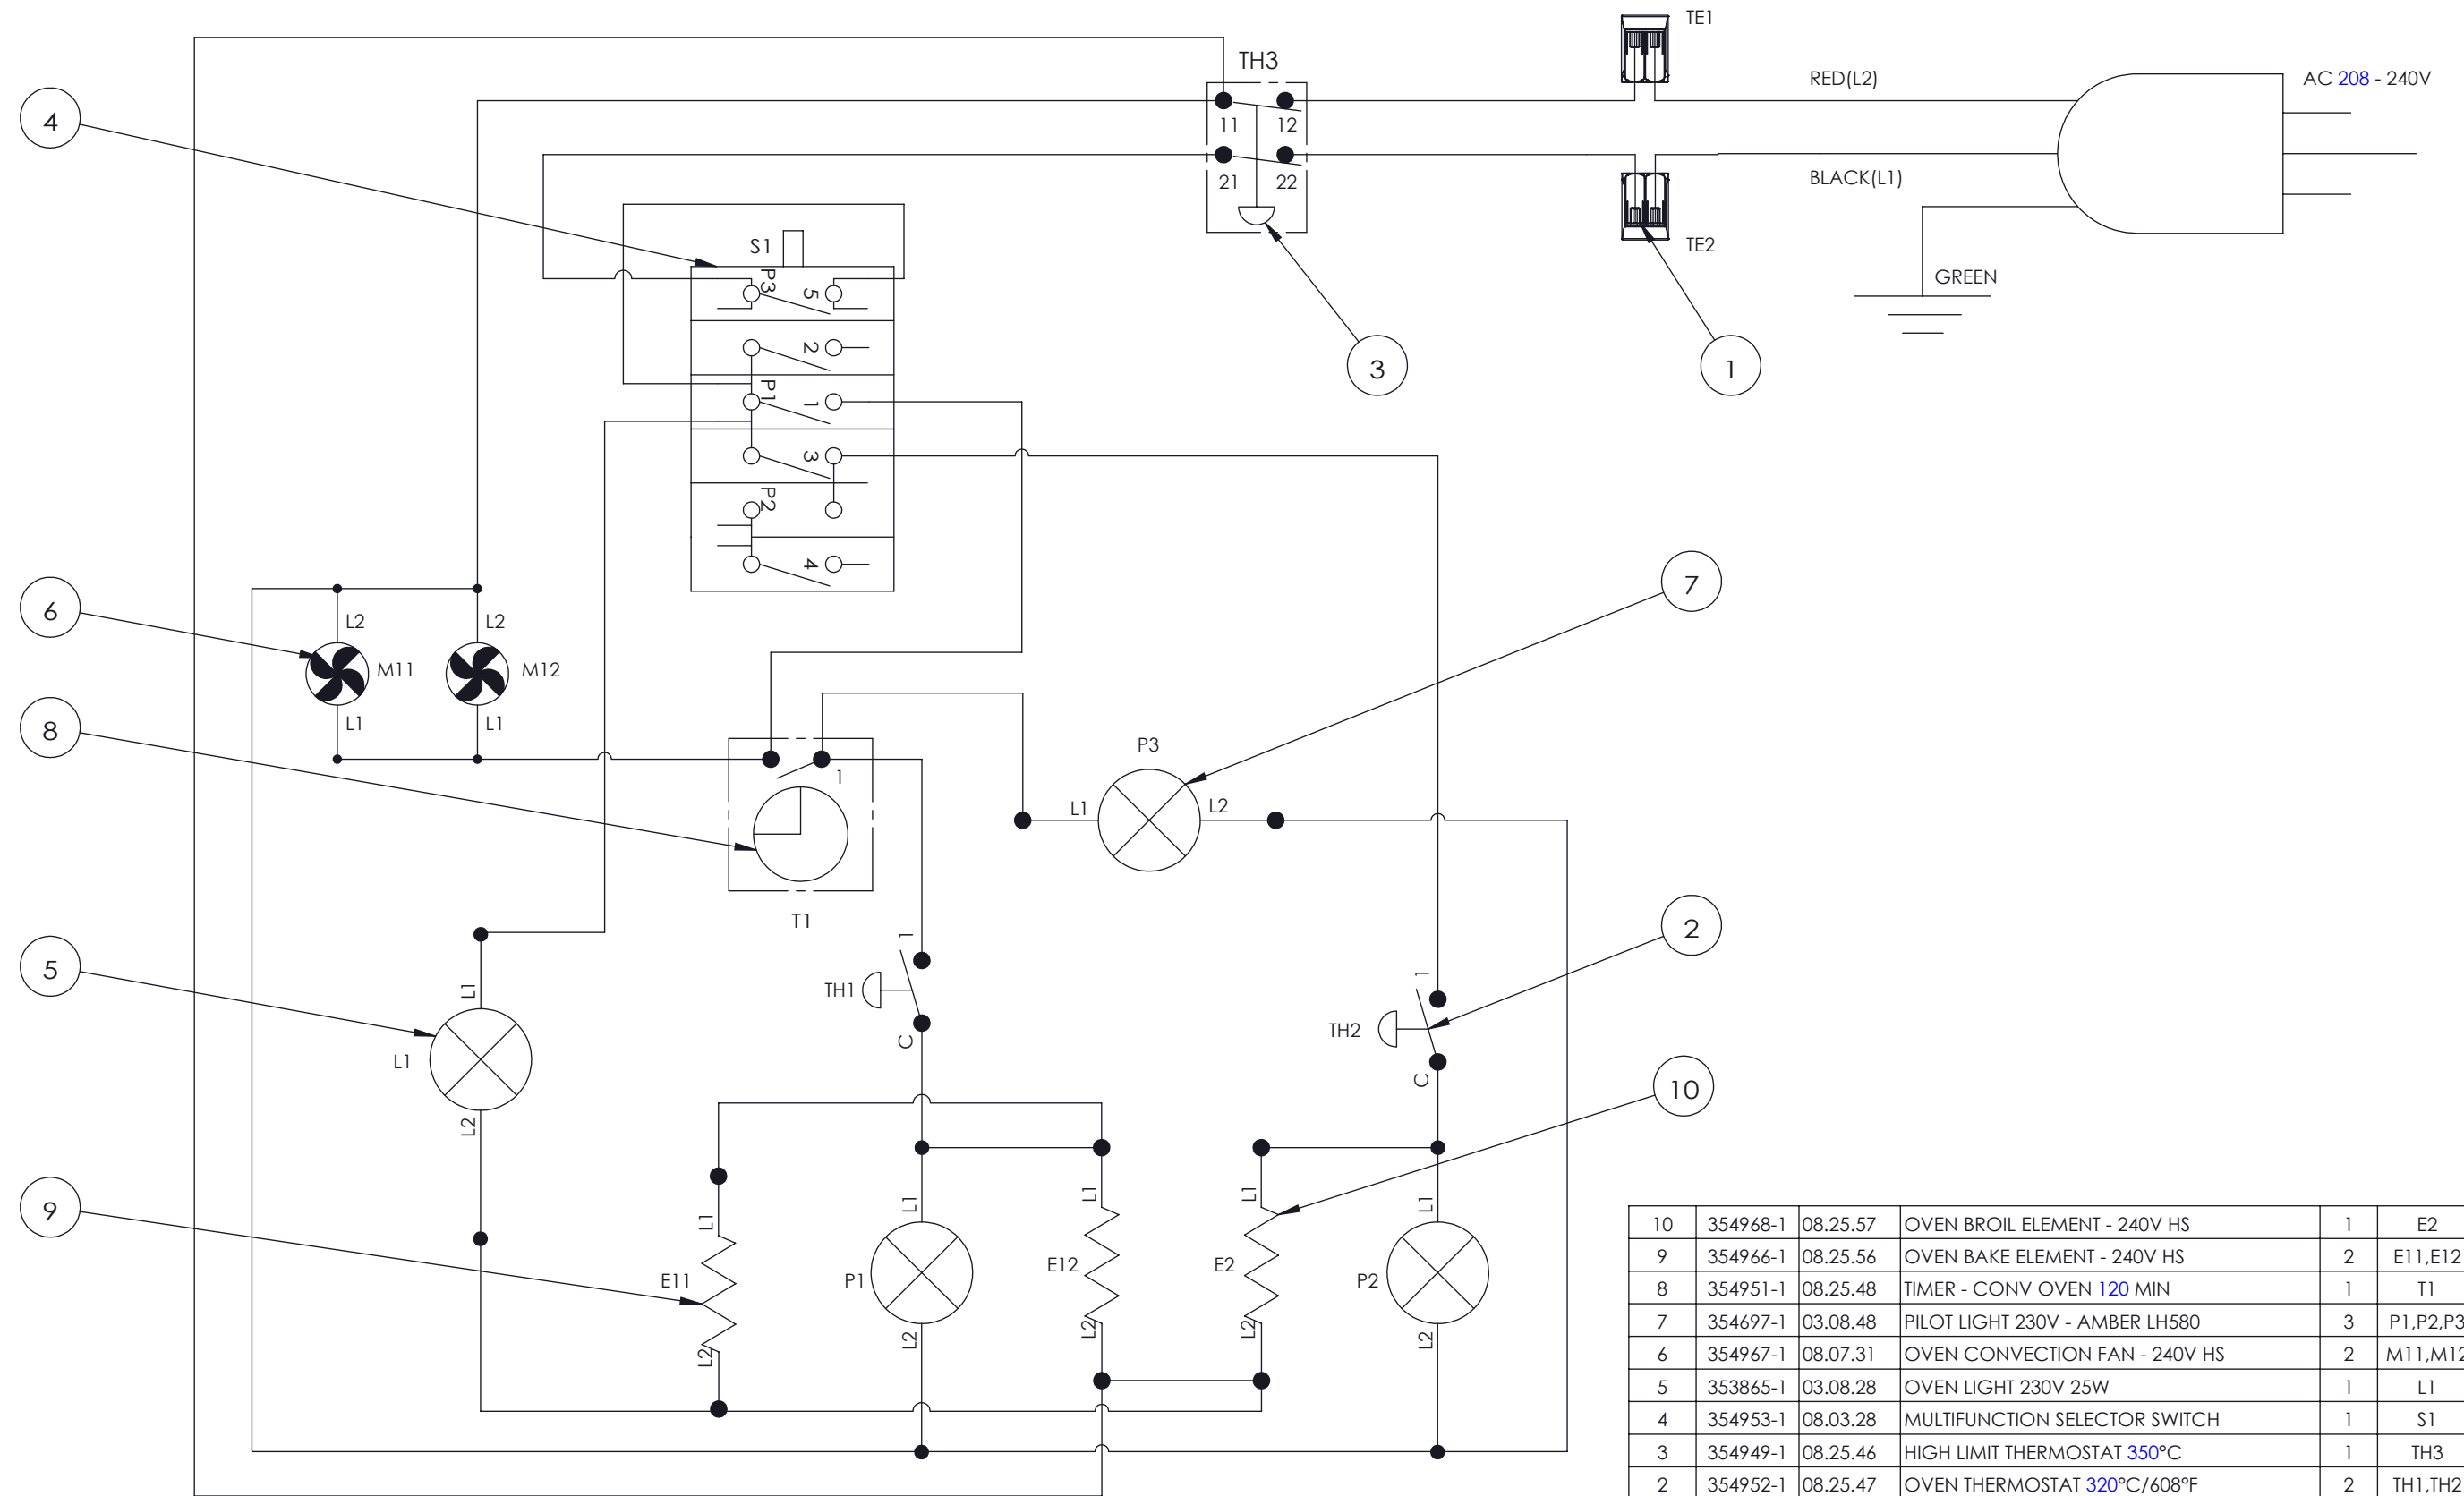 TE1
TH3
RED(L2)
AC 208 - 240V
4
11
12
21
22
BLACK(L1)
S1
TE2
P3
5
GREEN
2
3
1
P1
1
3
P2
4
7
6
L2
L2
M11
M12
L1
L1
8
P3
1
L1
L2
T1
2
1
5
1
L1
TH1
TH2
C
L1
C
10
L2
9
L1
L1
L1
L1
L1
E11
P1
E12
E2
P2
L2
L2
L2
L2
L2
10 354968-1 08.25.57 OVEN BROIL ELEMENT - 240V HS 1 E2
9 354966-1 08.25.56 OVEN BAKE ELEMENT - 240V HS 2 E11,E12
8 354951-1 08.25.48 TIMER - CONV OVEN 120 MIN 1 T1
7 354697-1 03.08.48 PILOT LIGHT 230V - AMBER LH580 3 P1,P2,P3
6 354967-1 08.07.31 OVEN CONVECTION FAN - 240V HS 2 M11,M12
5 353865-1 03.08.28 OVEN LIGHT 230V 25W 1 L1
4 354953-1 08.03.28 MULTIFUNCTION SELECTOR SWITCH 1 S1
3 354949-1 08.25.46 HIGH LIMIT THERMOSTAT 350°C 1 TH3
2 354952-1 08.25.47 OVEN THERMOSTAT 320°C/608°F 2 TH1,TH2